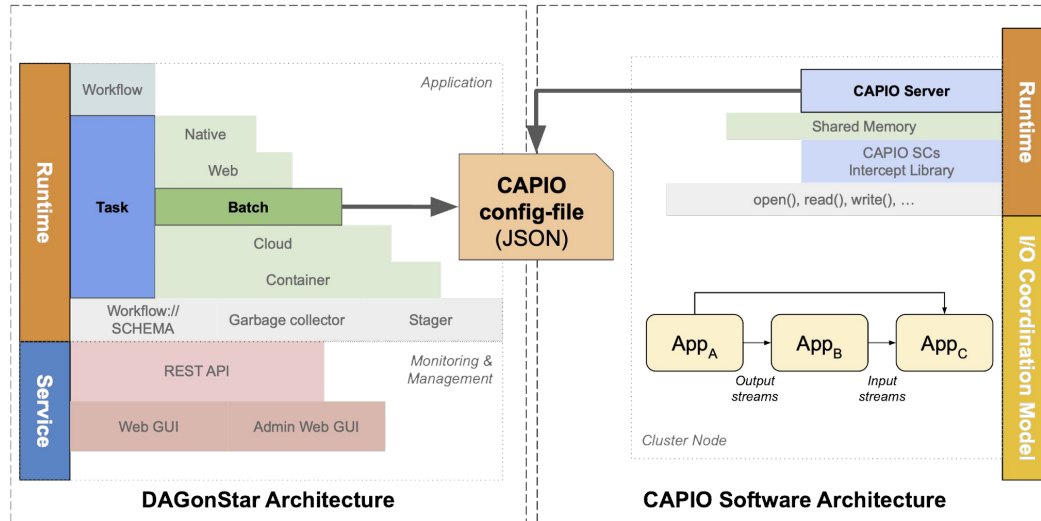 Runtime
Service
Application
Workflow
Native
Web
Task
Batch
Cloud
Container
Workflow://
SCHEMA
Garbage collector
Stager
Monitoring &
Management
REST API
Web GUI
Admin Web GUI
DAGonStar Architecture
CAPIO
config-file
(JSON)
CAPIO Server
Shared Memory
CAPIO SCs
Intercept Library
open(), read(), write(), …
Runtime
I/O Coordination Model
AppA
AppB
AppC
Output
streams
Input
streams
Cluster Node
CAPIO Software Architecture